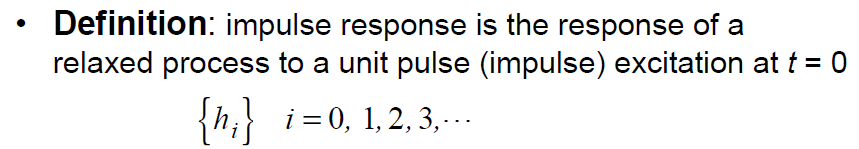 • Definition: impulse response is the response of a
relaxed process to a unit pulse (impulse) excitation at t = 0
{h_i} i = 0, 1, 2, 3, ⋯